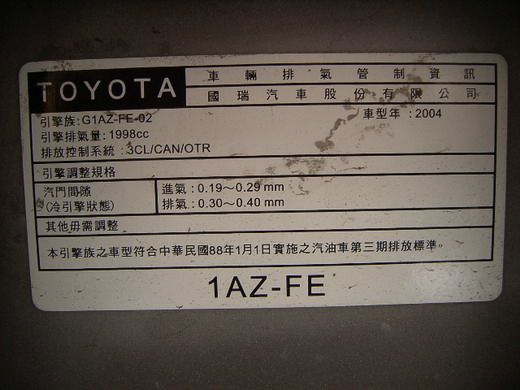 TOYOTA
車輛排氣管制資訊
國瑞汽車股份有限公司
引擎族:G1AZ-FE-02
車型年:2004
引擎排氣量:1998cc
排放控制系統:3CL/CAN/OTR
引擎調整規格
汽門間隙
(冷引擎狀態)
進氣:0.19～0.29mm
排氣:0.30～0.40mm
其他毋需調整
本引擎族之車型符合中華民國88年1月1日實施之汽油車第三期排放標準。
1AZ-FE